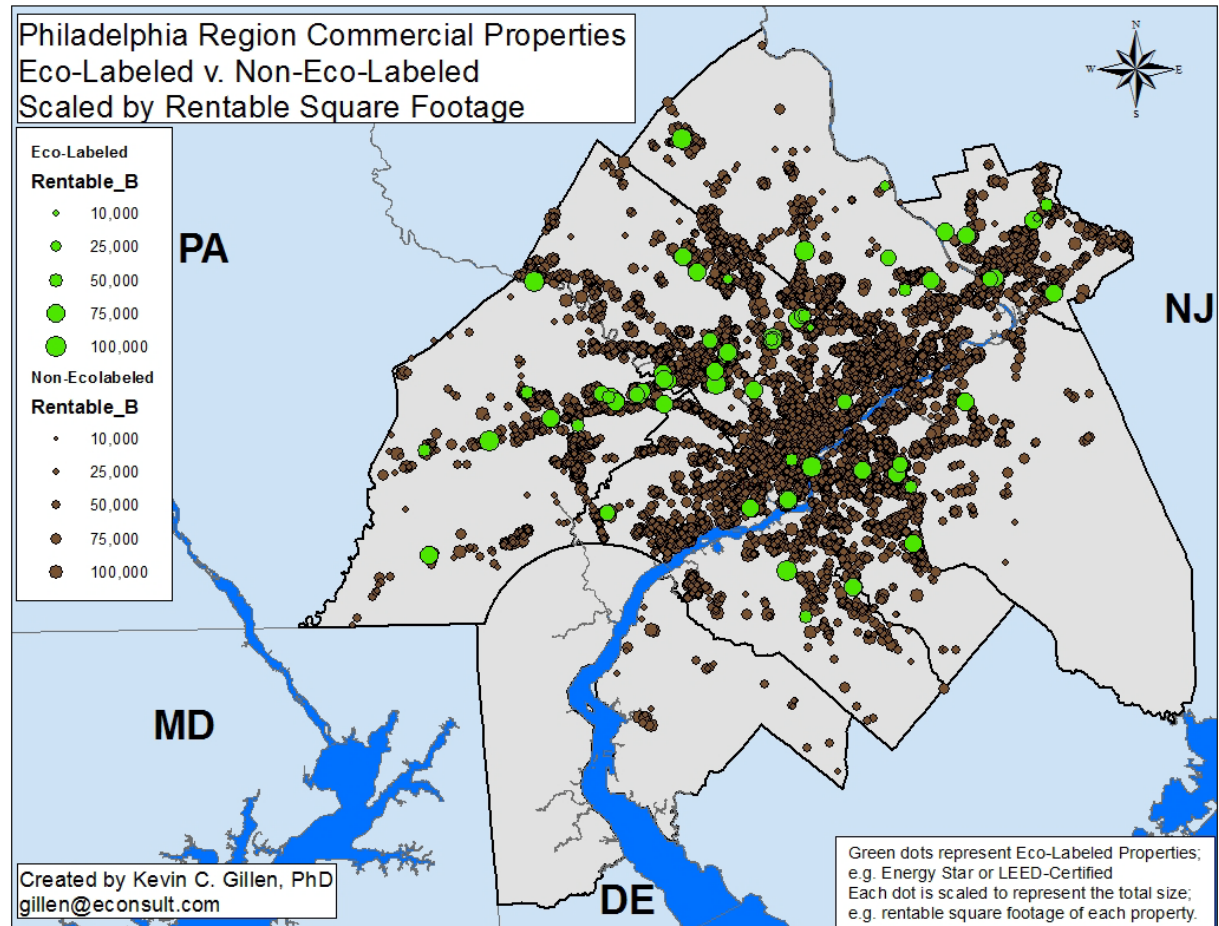 Philadelphia Region Commercial Properties
Eco-Labeled v. Non-Eco-Labeled
Scaled by Rentable Square Footage
N
W
E
S
Eco-Labeled
Rentable_B
10,000
25,000
50,000
75,000
100,000
Non-Ecolabeled
Rentable_B
10,000
25,000
50,000
75,000
100,000
PA
NJ
MD
DE
Created by Kevin C. Gillen, PhD
gillen@econsult.com
Green dots represent Eco-Labeled Properties;
e.g. Energy Star or LEED-Certified
Each dot is scaled to represent the total size;
e.g. rentable square footage of each property.